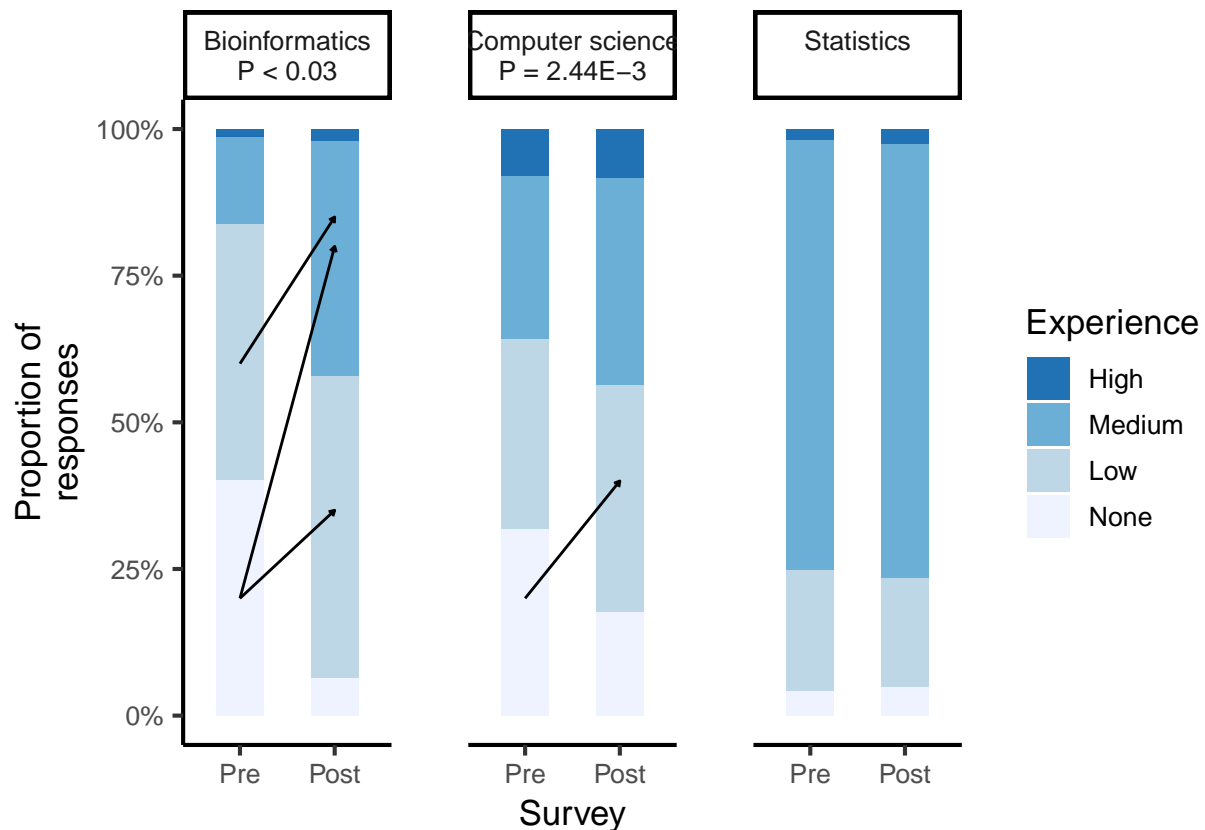 Bioinformatics
P < 0.03
Computer science
P = 2.44E−3
Statistics
100%
75%
50%
25%
0%
Proportion of
responses
Pre
Post
Pre
Post
Pre
Post
Survey
Experience
High
Medium
Low
None